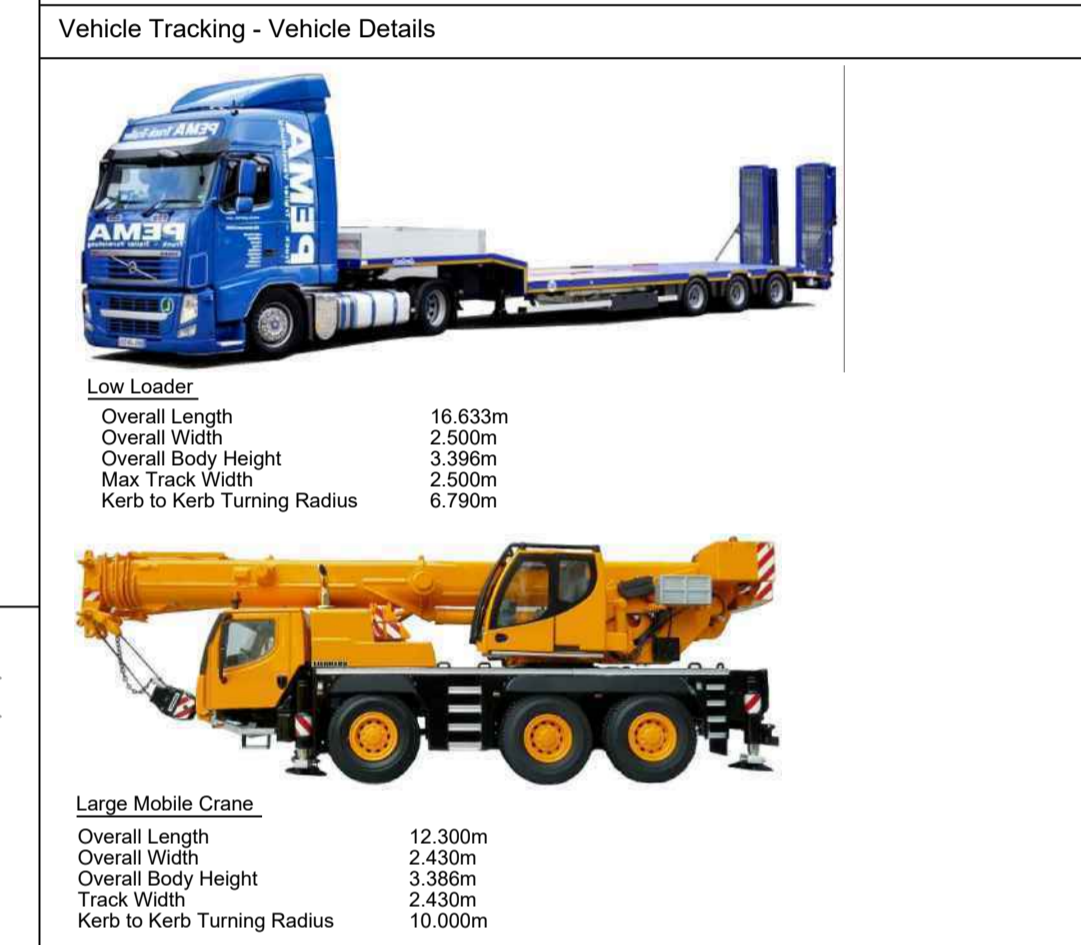 Vehicle Tracking - Vehicle Details
PEMA
PEMA
PEMA
Low Loader
Overall Length 16.633m
Overall Width 2.500m
Overall Body Height 3.396m
Max Track Width 2.500m
Kerb to Kerb Turning Radius 6.790m
LIEBHERR
Large Mobile Crane
Overall Length 12.300m
Overall Width 2.430m
Overall Body Height 3.386m
Track Width 2.430m
Kerb to Kerb Turning Radius 10.000m